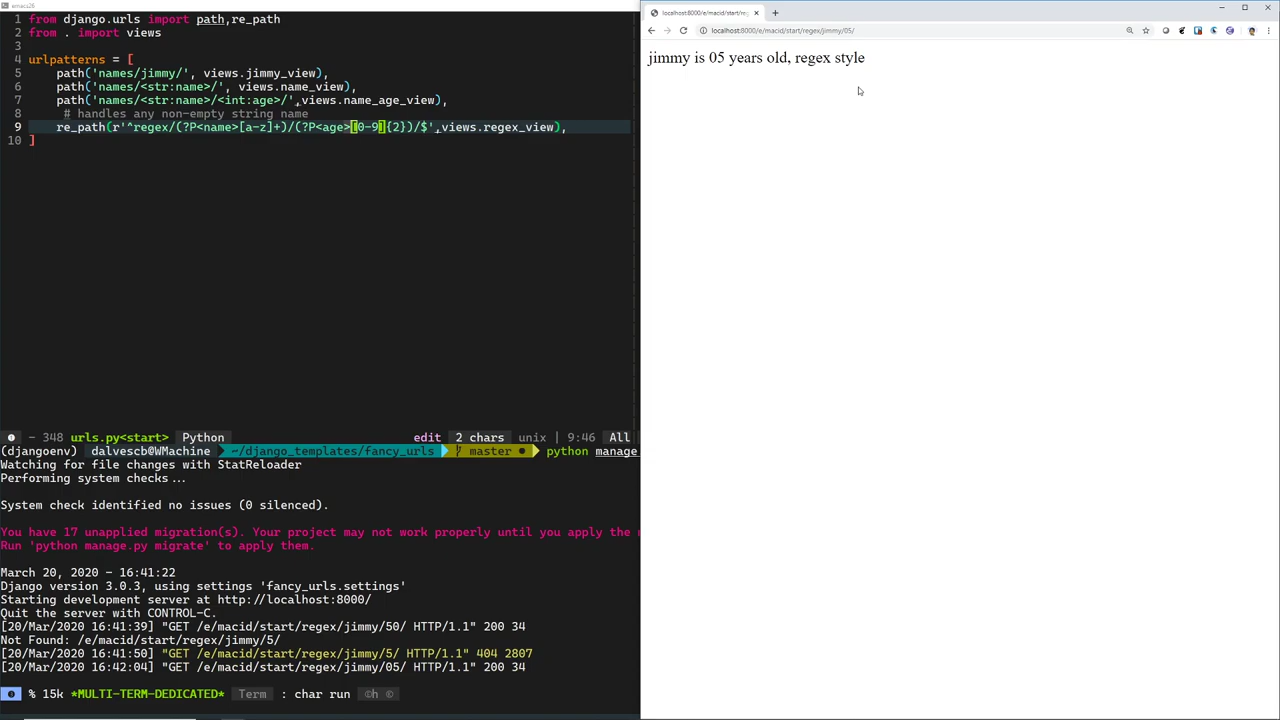 emacs26
1 from django.urls import path,re_path
2 from . import views
3
4 urlpatterns = [
5 path('names/jimmy/', views.jimmy_view),
6 path('names/<str:name>/', views.name_view),
7 path('names/<str:name>/<int:age>/',views.name_age_view),
8 # handles any non-empty string name
9 re_path(r'^regex/(?P<name>[a-z]+)/(?P<age>[0-9]{2})/$',views.regex_view),
10 ]
- 348 urls.py<start> Python edit 2 chars unix | 9:46 All
(djangoenv) dalvescb@WMachine ~/django_templates/fancy_urls master ● python manage
Watching for file changes with StatReloader
Performing system checks...
System check identified no issues (0 silenced).
You have 17 unapplied migration(s). Your project may not work properly until you apply the
Run 'python manage.py migrate' to apply them.
March 20, 2020 - 16:41:22
Django version 3.0.3, using settings 'fancy_urls.settings'
Starting development server at http://localhost:8000/
Quit the server with CONTROL-C.
[20/Mar/2020 16:41:39] "GET /e/macid/start/regex/jimmy/50/ HTTP/1.1" 200 34
Not Found: /e/macid/start/regex/jimmy/5/
[20/Mar/2020 16:41:50] "GET /e/macid/start/regex/jimmy/5/ HTTP/1.1" 404 2807
[20/Mar/2020 16:42:04] "GET /e/macid/start/regex/jimmy/05/ HTTP/1.1" 200 34
% 15k *MULTI-TERM-DEDICATED* Term : char run ©h ©
localhost:8000/e/macid/start/re
localhost:8000/e/macid/start/regex/jimmy/05/
jimmy is 05 years old, regex style